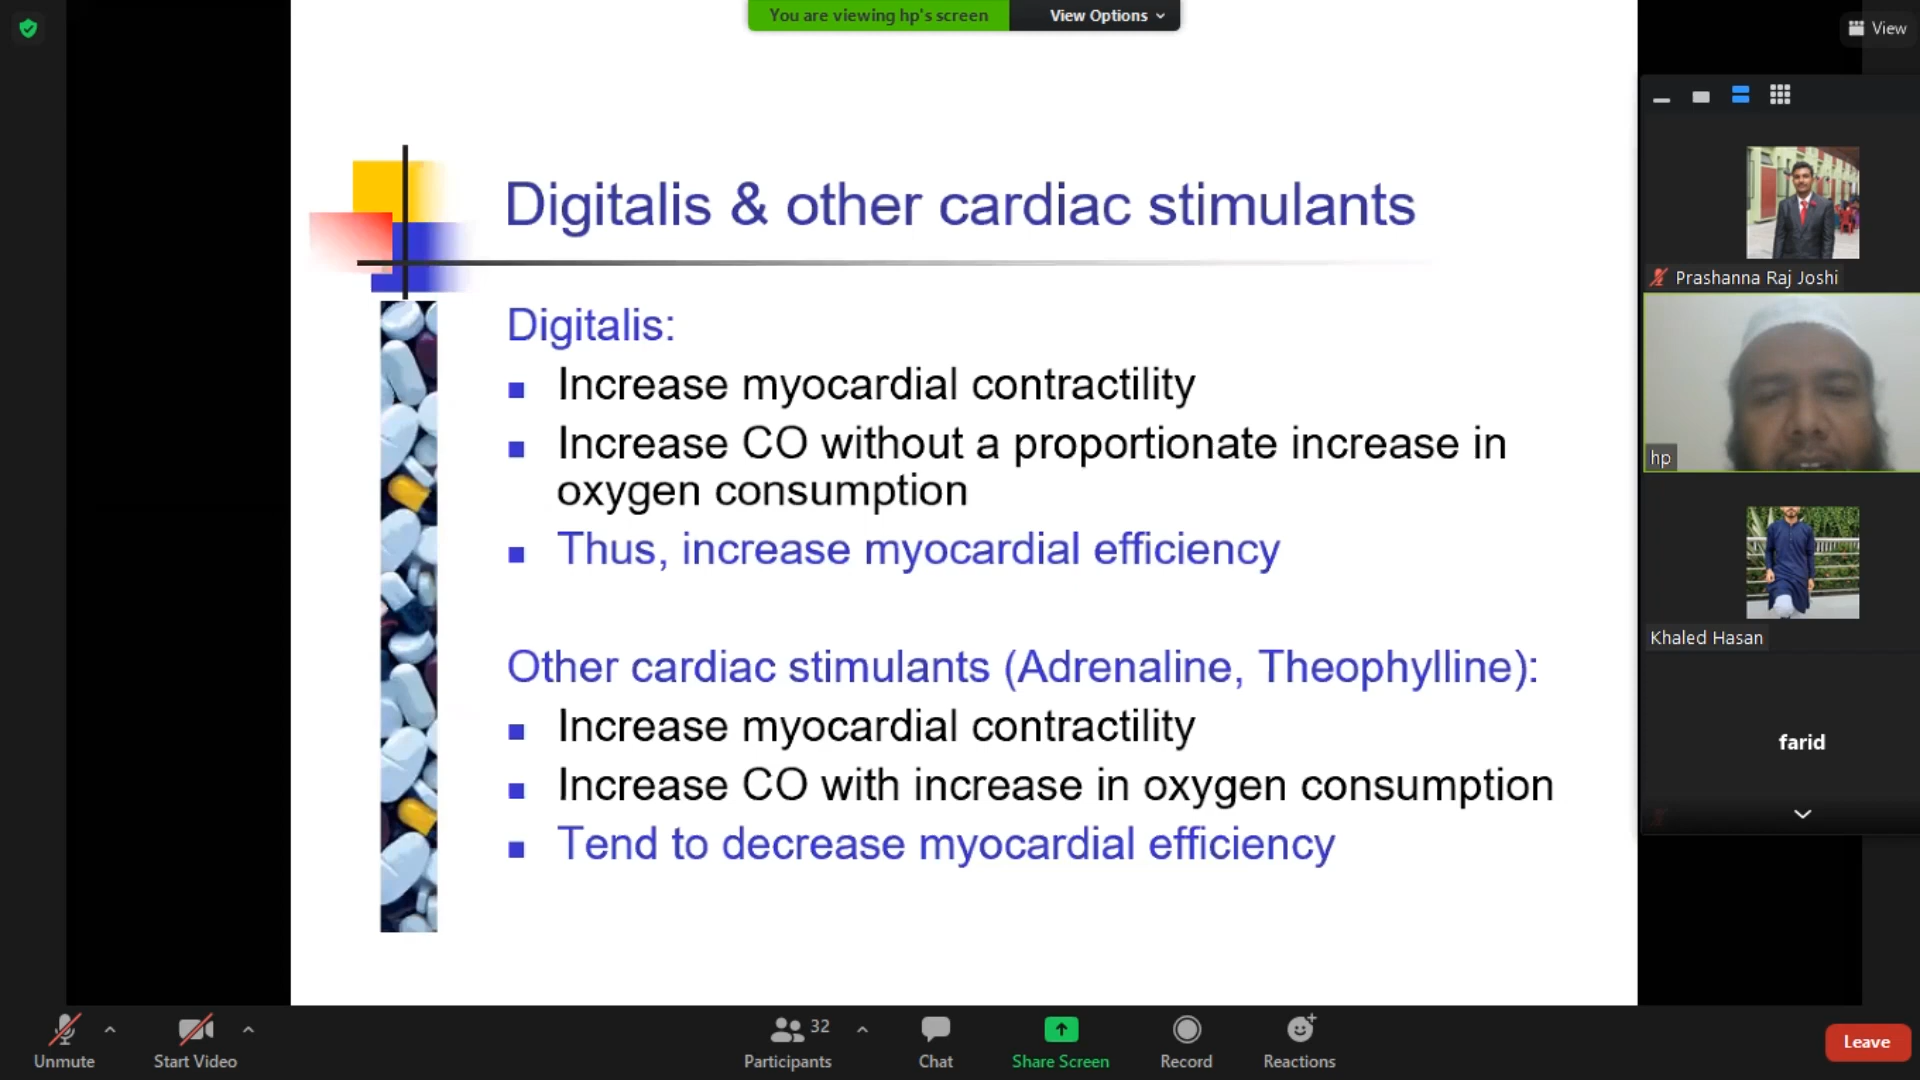 You are viewing hp's screen
View Options
View
Digitalis & other cardiac stimulants
Digitalis:
Increase myocardial contractility
Increase CO without a proportionate increase in
oxygen consumption
Thus, increase myocardial efficiency
Other cardiac stimulants (Adrenaline, Theophylline):
Increase myocardial contractility
Increase CO with increase in oxygen consumption
Tend to decrease myocardial efficiency
Prashanna Raj Joshi
hp
Khaled Hasan
farid
Unmute
Start Video
32
Participants
Chat
Share Screen
Record
Reactions
Leave